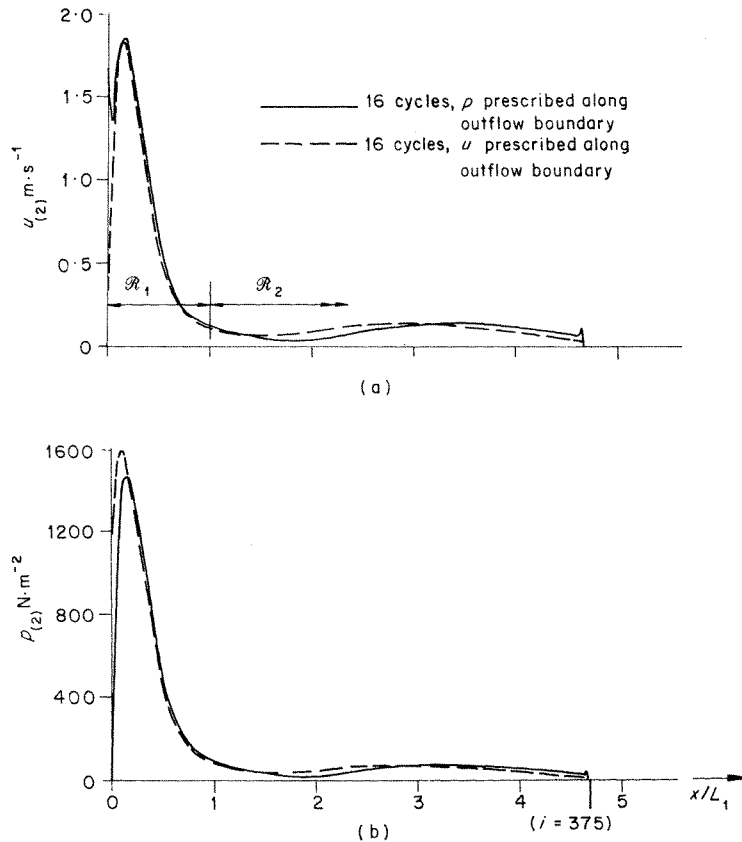 2·0
1·5
1·0
0·5
0
u(2) m·s⁻¹
16 cycles, p prescribed along
outflow boundary
16 cycles, u prescribed along
outflow boundary
ℛ₁
ℛ₂
(a)
1600
1200
800
400
0
p(2) N·m⁻²
0 1 2 3 4 5 x/L₁
(i = 375)
(b)